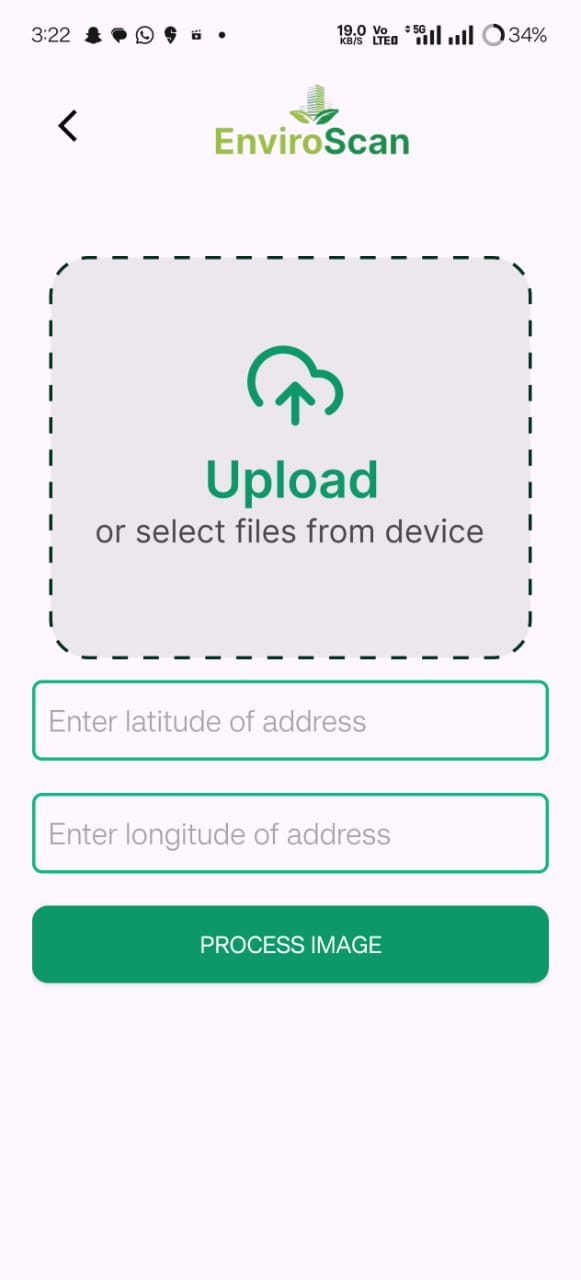 3:22 19.0 KB/S Vo LTE 5G 34%
EnviroScan
Upload
or select files from device
Enter latitude of address
Enter longitude of address
PROCESS IMAGE